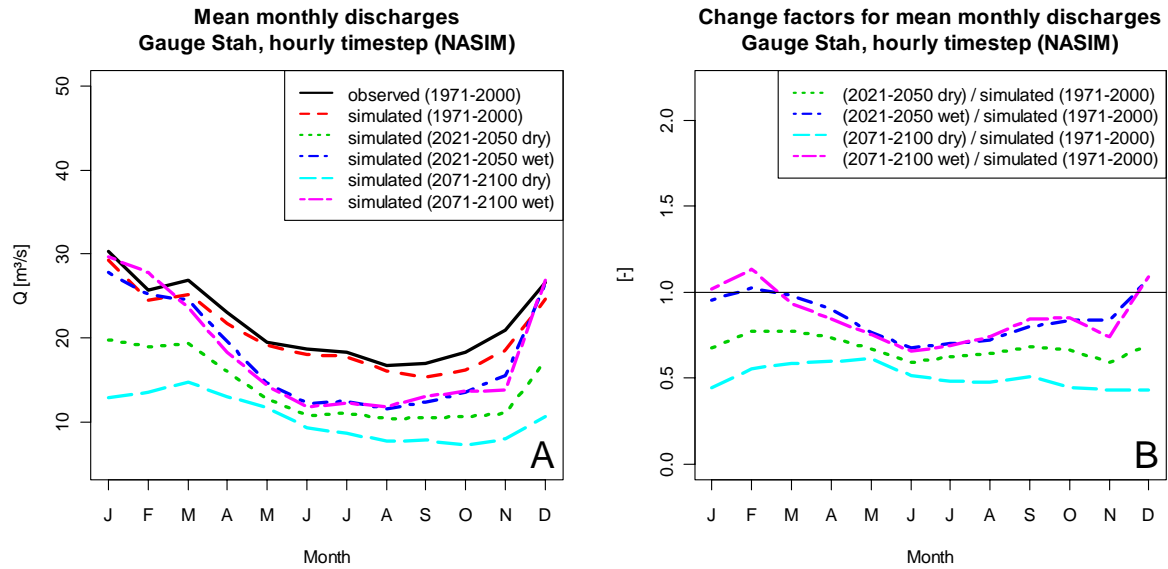 Mean monthly discharges
Gauge Stah, hourly timestep (NASIM)
Q [m³/s]
50
40
30
20
10
observed (1971-2000)
simulated (1971-2000)
simulated (2021-2050 dry)
simulated (2021-2050 wet)
simulated (2071-2100 dry)
simulated (2071-2100 wet)
A
J F M A M J J A S O N D
Month
Change factors for mean monthly discharges
Gauge Stah, hourly timestep (NASIM)
[-]
2.0
1.5
1.0
0.5
0.0
(2021-2050 dry) / simulated (1971-2000)
(2021-2050 wet) / simulated (1971-2000)
(2071-2100 dry) / simulated (1971-2000)
(2071-2100 wet) / simulated (1971-2000)
B
J F M A M J J A S O N D
Month